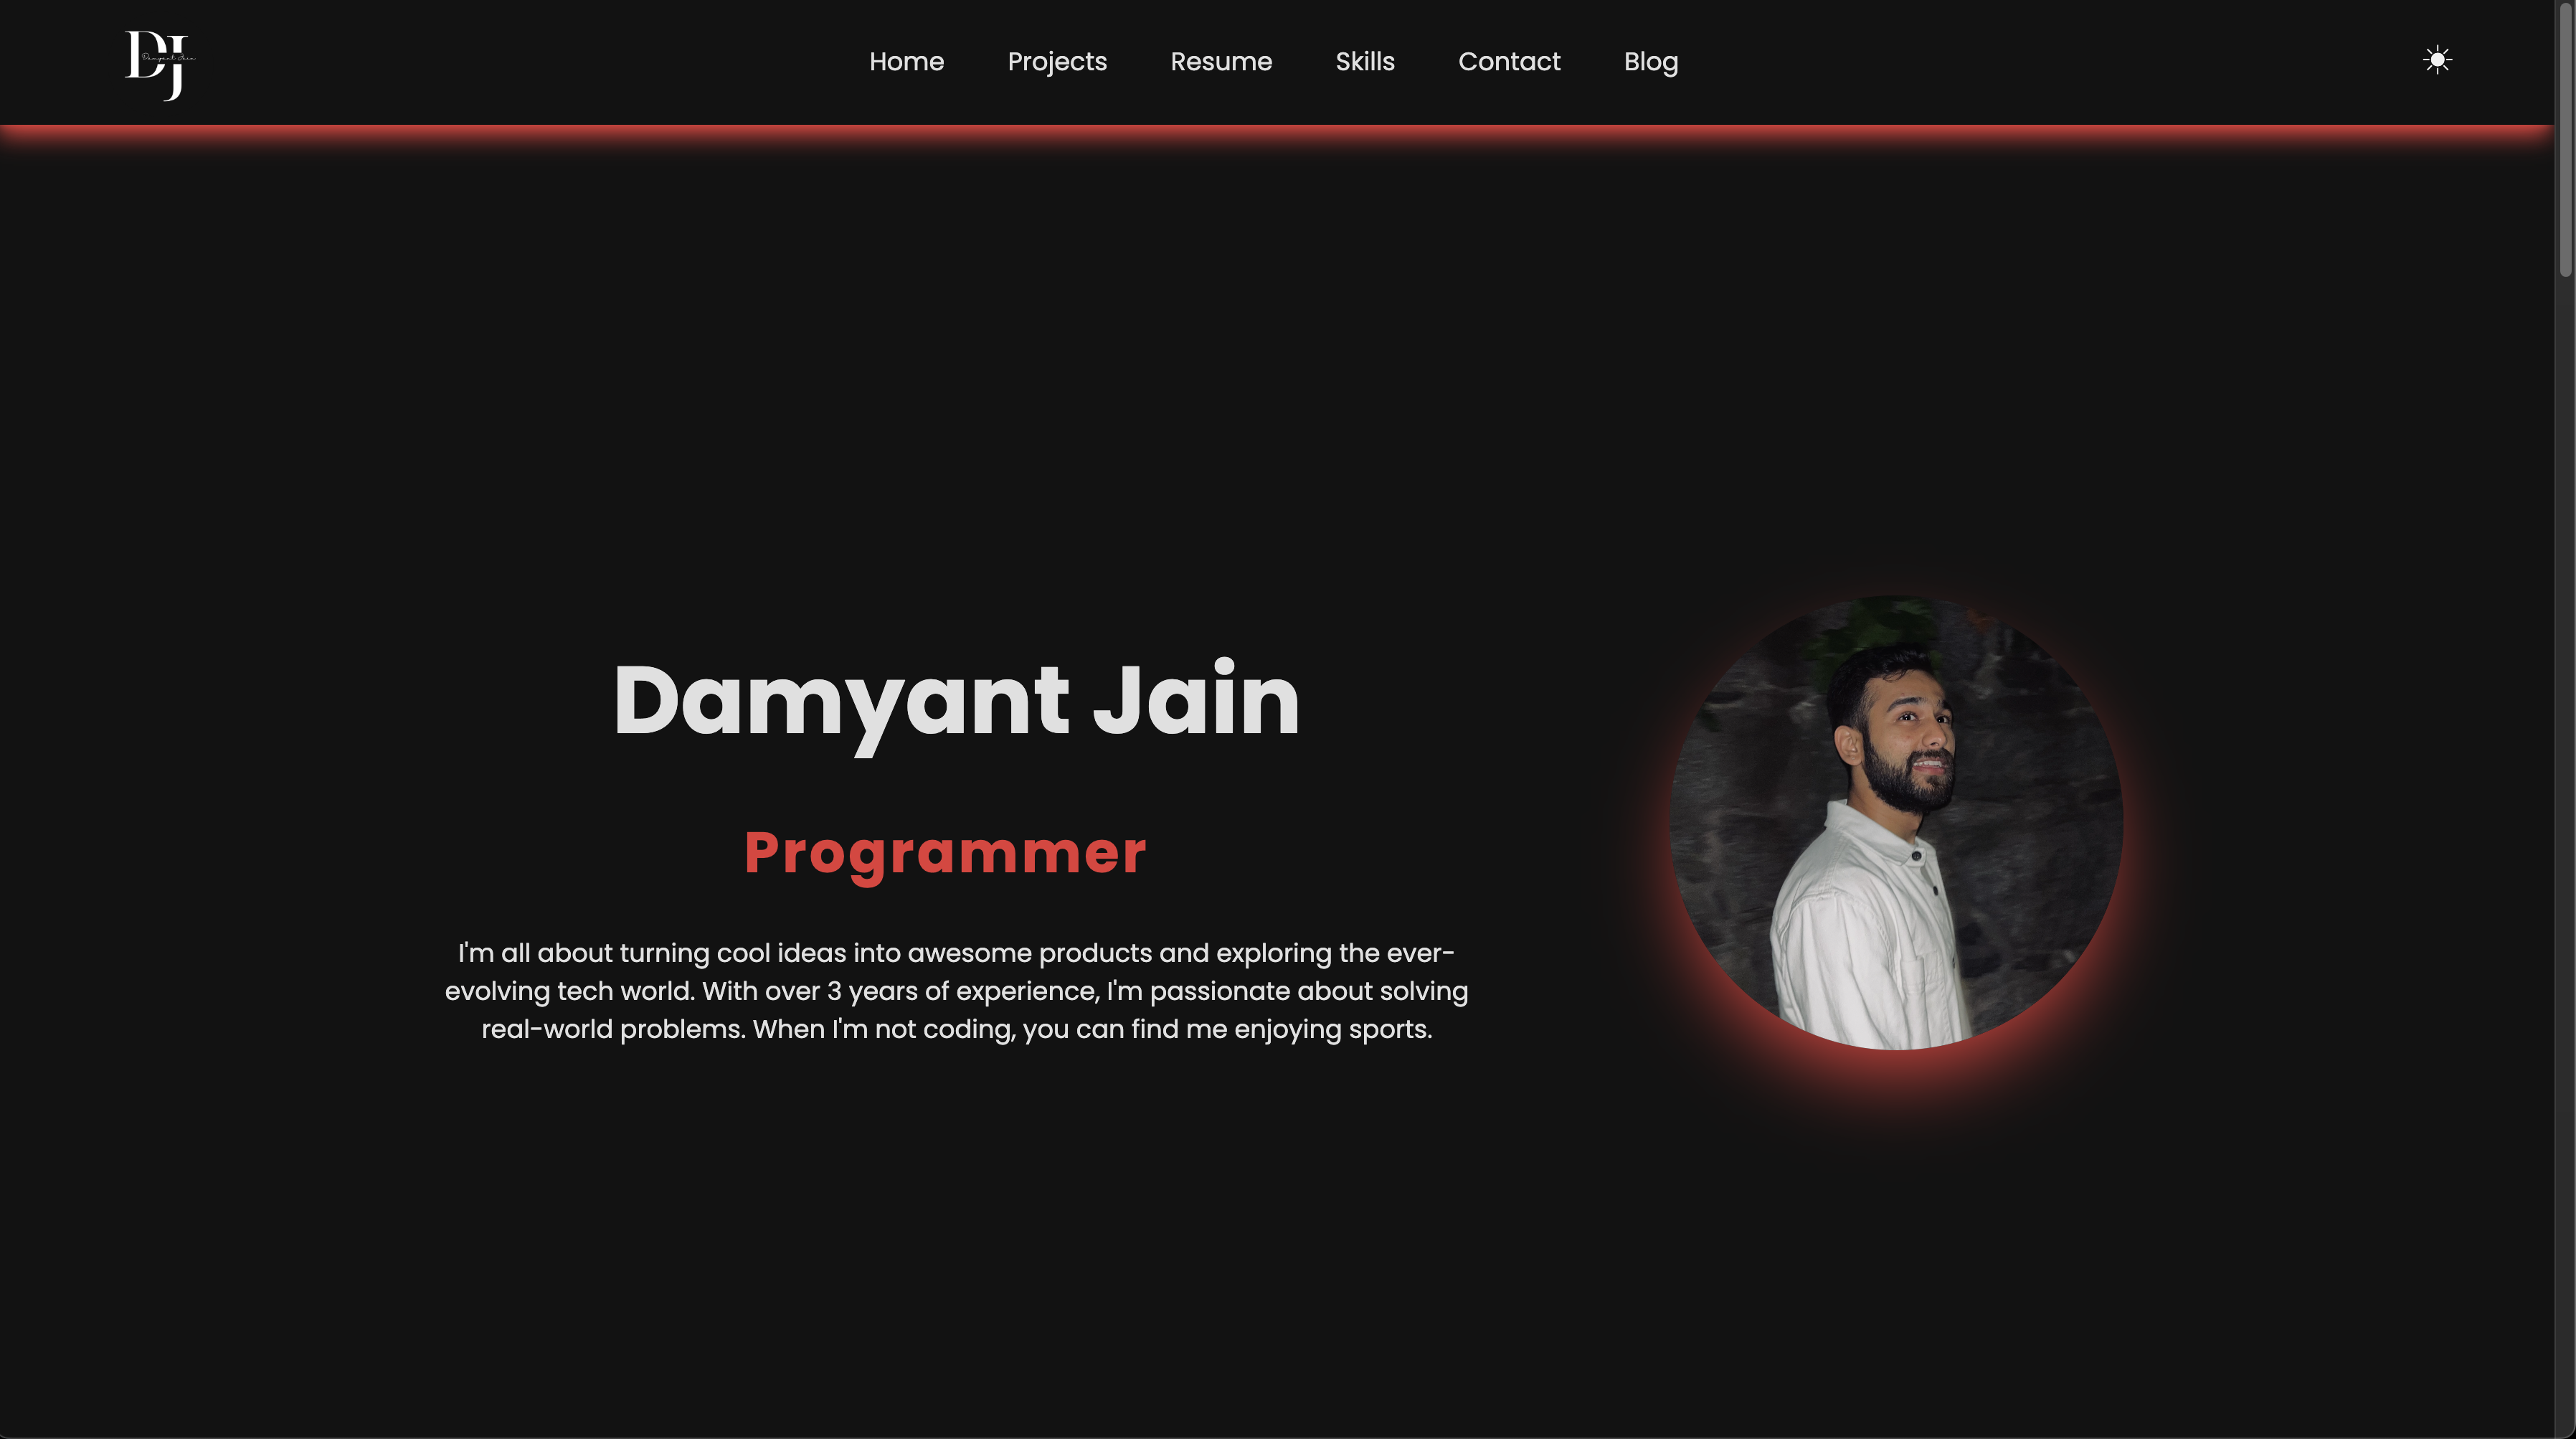 DJ
Damyant Jain
Home Projects Resume Skills Contact Blog
Damyant Jain
Programmer
I'm all about turning cool ideas into awesome products and exploring the ever-
evolving tech world. With over 3 years of experience, I'm passionate about solving
real-world problems. When I'm not coding, you can find me enjoying sports.